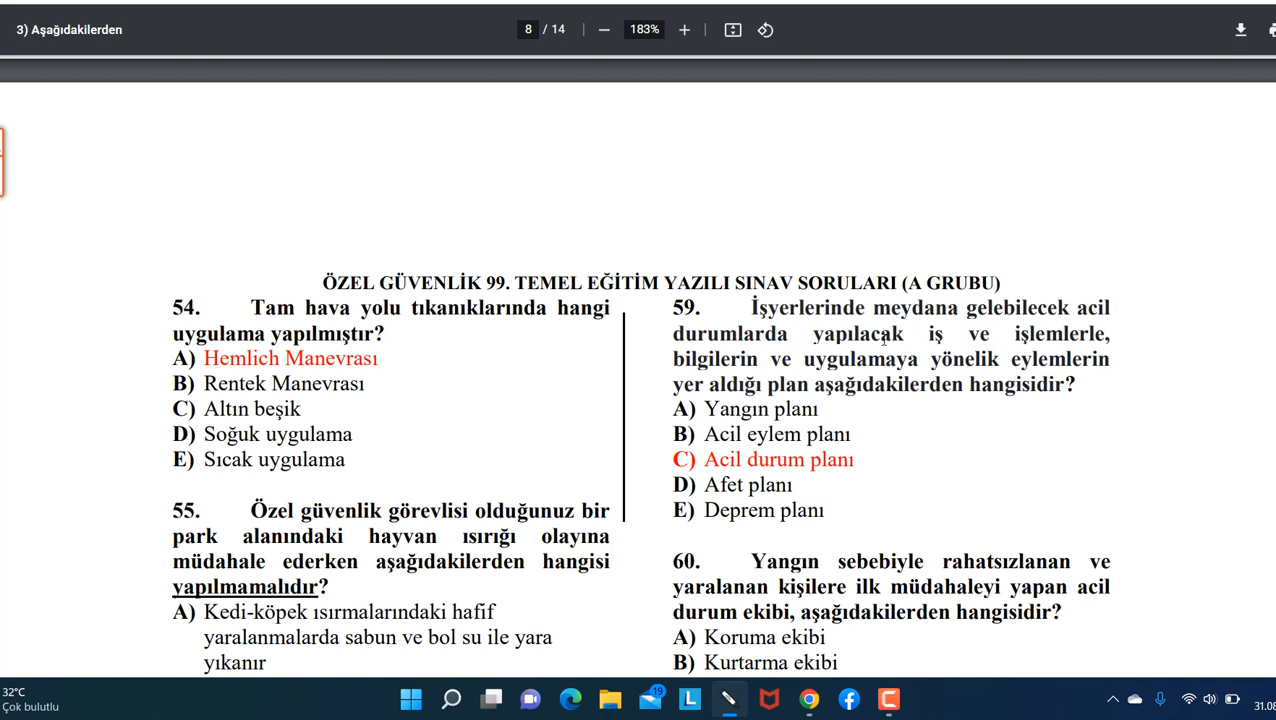 3) Aşağıdakilerden
8 / 14
183%
ÖZEL GÜVENLİK 99. TEMEL EĞİTİM YAZILI SINAV SORULARI (A GRUBU)
54. Tam hava yolu tıkanıklarında hangi
uygulama yapılmıştır?
A) Hemlich Manevrası
B) Rentek Manevrası
C) Altın beşik
D) Soğuk uygulama
E) Sıcak uygulama
55. Özel güvenlik görevlisi olduğunuz bir
park alanındaki hayvan ısırığı olayına
müdahale ederken aşağıdakilerden hangisi
yapılmamalıdır?
A) Kedi-köpek ısırmalarındaki hafif
yaralanmalarda sabun ve bol su ile yara
yıkanır
59. İşyerlerinde meydana gelebilecek acil
durumlarda yapılacak iş ve işlemlerle,
bilgilerin ve uygulamaya yönelik eylemlerin
yer aldığı plan aşağıdakilerden hangisidir?
A) Yangın planı
B) Acil eylem planı
C) Acil durum planı
D) Afet planı
E) Deprem planı
60. Yangın sebebiyle rahatsızlanan ve
yaralanan kişilere ilk müdahaleyi yapan acil
durum ekibi, aşağıdakilerden hangisidir?
A) Koruma ekibi
B) Kurtarma ekibi
32°C
Çok bulutlu
19
L
31.08